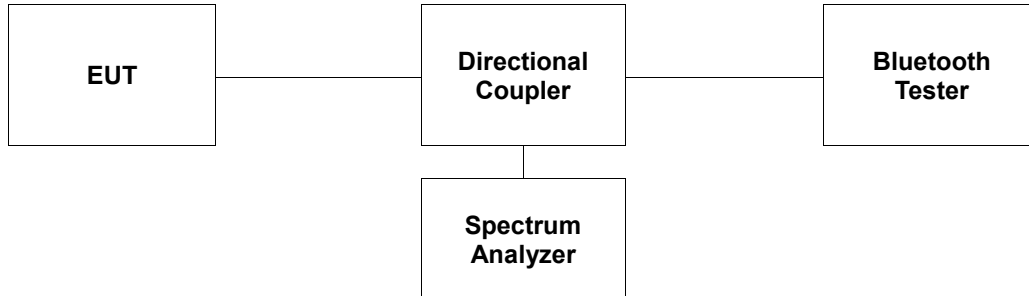 EUT
Directional
Coupler
Bluetooth
Tester
Spectrum
Analyzer